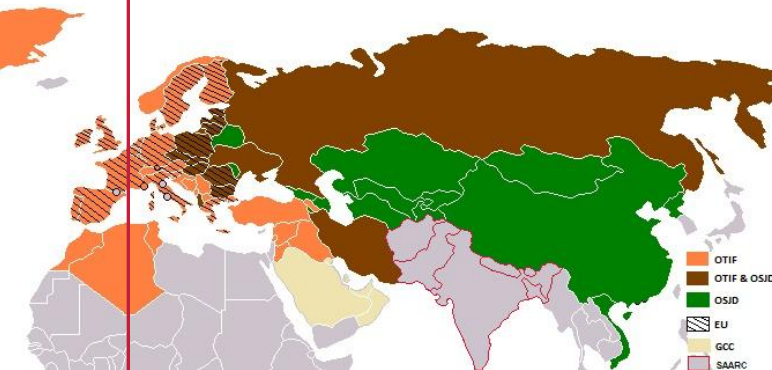 OTIF
OTIF & OSJD
OSJD
EU
GCC
SAARC